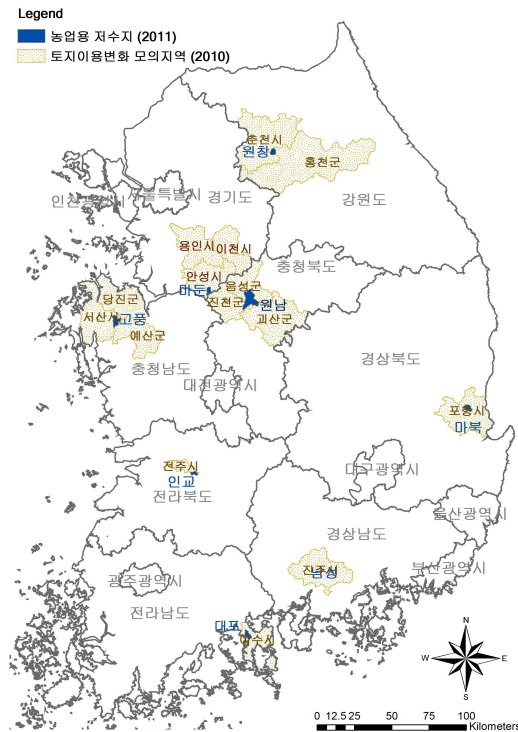 Legend
농업용 저수지 (2011)
토지이용변화 모의지역 (2010)
춘천시
원창
홍천군
서울특별시
인천광역시
경기도
강원도
용인시
이천시
충청북도
안성시
마둔
음성군
진천군
원남
괴산군
당진군
서산시
고풍
예산군
충청남도
대전광역시
경상북도
포항시
마북
전주시
인교
전라북도
대구광역시
울산광역시
경상남도
진주시
남성
부산광역시
광주광역시
전라남도
대포
여수시
N
W
E
S
0 12.5 25 50 75 100
Kilometers